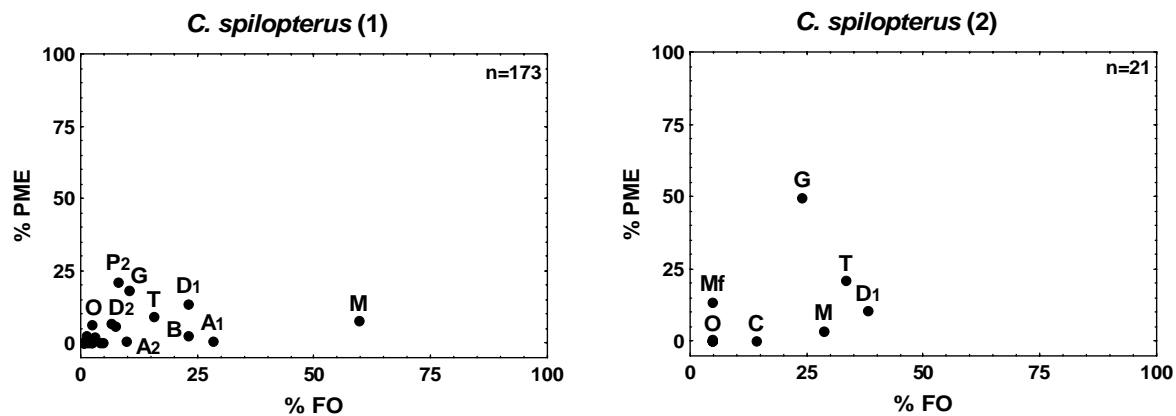 C. spilopterus (1)
n=173
100
75
50
25
0
% PME
P2
G
O
D2
T
D1
B
A1
A2
M
0
25
50
75
100
% FO
C. spilopterus (2)
n=21
100
75
50
25
0
% PME
G
T
Mf
D1
O
C
M
0
25
50
75
100
% FO